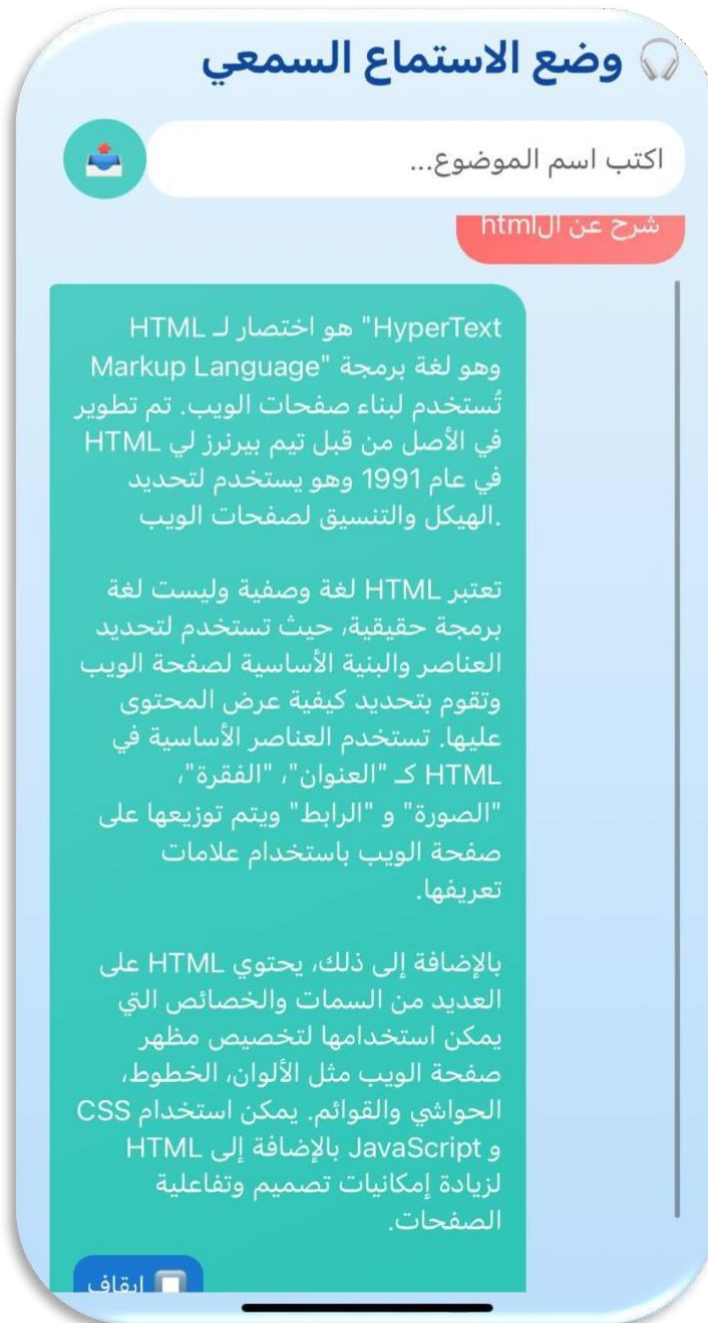 🎧 وضع الاستماع السمعي
اكتب اسم الموضوع...
شرح عن الhtml
HyperText" هو اختصار لـ HTML
وهو لغة برمجة "Markup Language
تُستخدم لبناء صفحات الويب. تم تطوير
في الأصل من قبل تيم بيرنرز لي HTML
في عام 1991 وهو يستخدم لتحديد
.الهيكل والتنسيق لصفحات الويب
تعتبر HTML لغة وصفية وليست لغة
برمجة حقيقية، حيث تستخدم لتحديد
العناصر والبنية الأساسية لصفحة الويب
وتقوم بتحديد كيفية عرض المحتوى
عليها. تستخدم العناصر الأساسية في
HTML كـ "العنوان"، "الفقرة"،
"الصورة" و "الرابط" ويتم توزيعها على
صفحة الويب باستخدام علامات
تعريفها.
بالإضافة إلى ذلك، يحتوي HTML على
العديد من السمات والخصائص التي
يمكن استخدامها لتخصيص مظهر
صفحة الويب مثل الألوان، الخطوط،
الحواشي والقوائم. يمكن استخدام CSS
و JavaScript بالإضافة إلى HTML
لزيادة إمكانيات تصميم وتفاعلية
الصفحات.
إيقاف